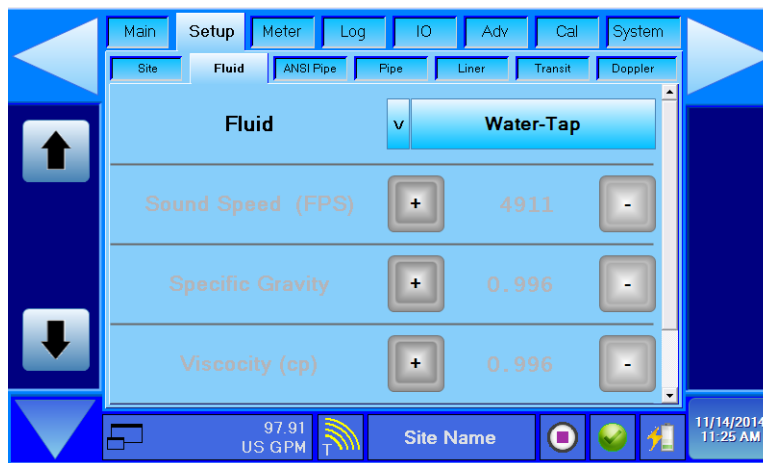 Main Setup Meter Log IO Adv Cal System
Site Fluid ANSI Pipe Pipe Liner Transit Doppler
Fluid v Water-Tap
Sound Speed (FPS) + 4911 -
Specific Gravity + 0.996 -
Viscocity (cp) + 0.996 -
97.91
US GPM T Site Name
11/14/2014
11:25 AM